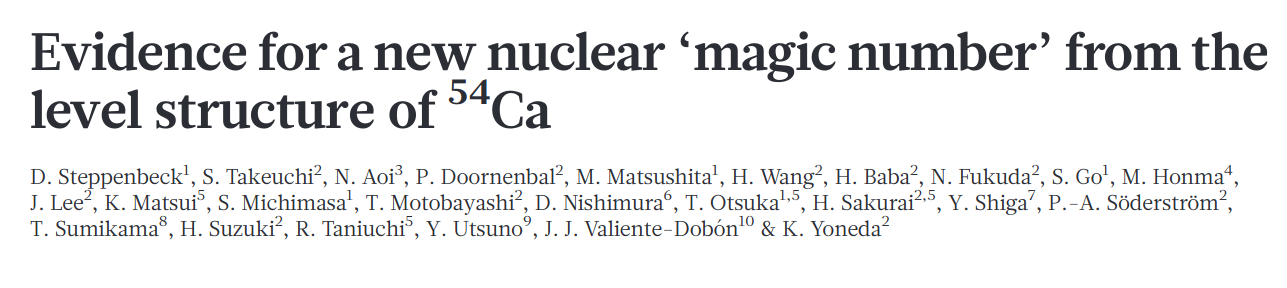 Evidence for a new nuclear ‘magic number’ from the
level structure of ⁵⁴Ca
D. Steppenbeck¹, S. Takeuchi², N. Aoi³, P. Doornenbal², M. Matsushita¹, H. Wang², H. Baba², N. Fukuda², S. Go¹, M. Honma⁴,
J. Lee², K. Matsui⁵, S. Michimasa¹, T. Motobayashi², D. Nishimura⁶, T. Otsuka¹,⁵, H. Sakurai²,⁵, Y. Shiga⁷, P.-A. Söderström²,
T. Sumikama⁸, H. Suzuki², R. Taniuchi⁵, Y. Utsuno⁹, J. J. Valiente-Dobón¹⁰ & K. Yoneda²